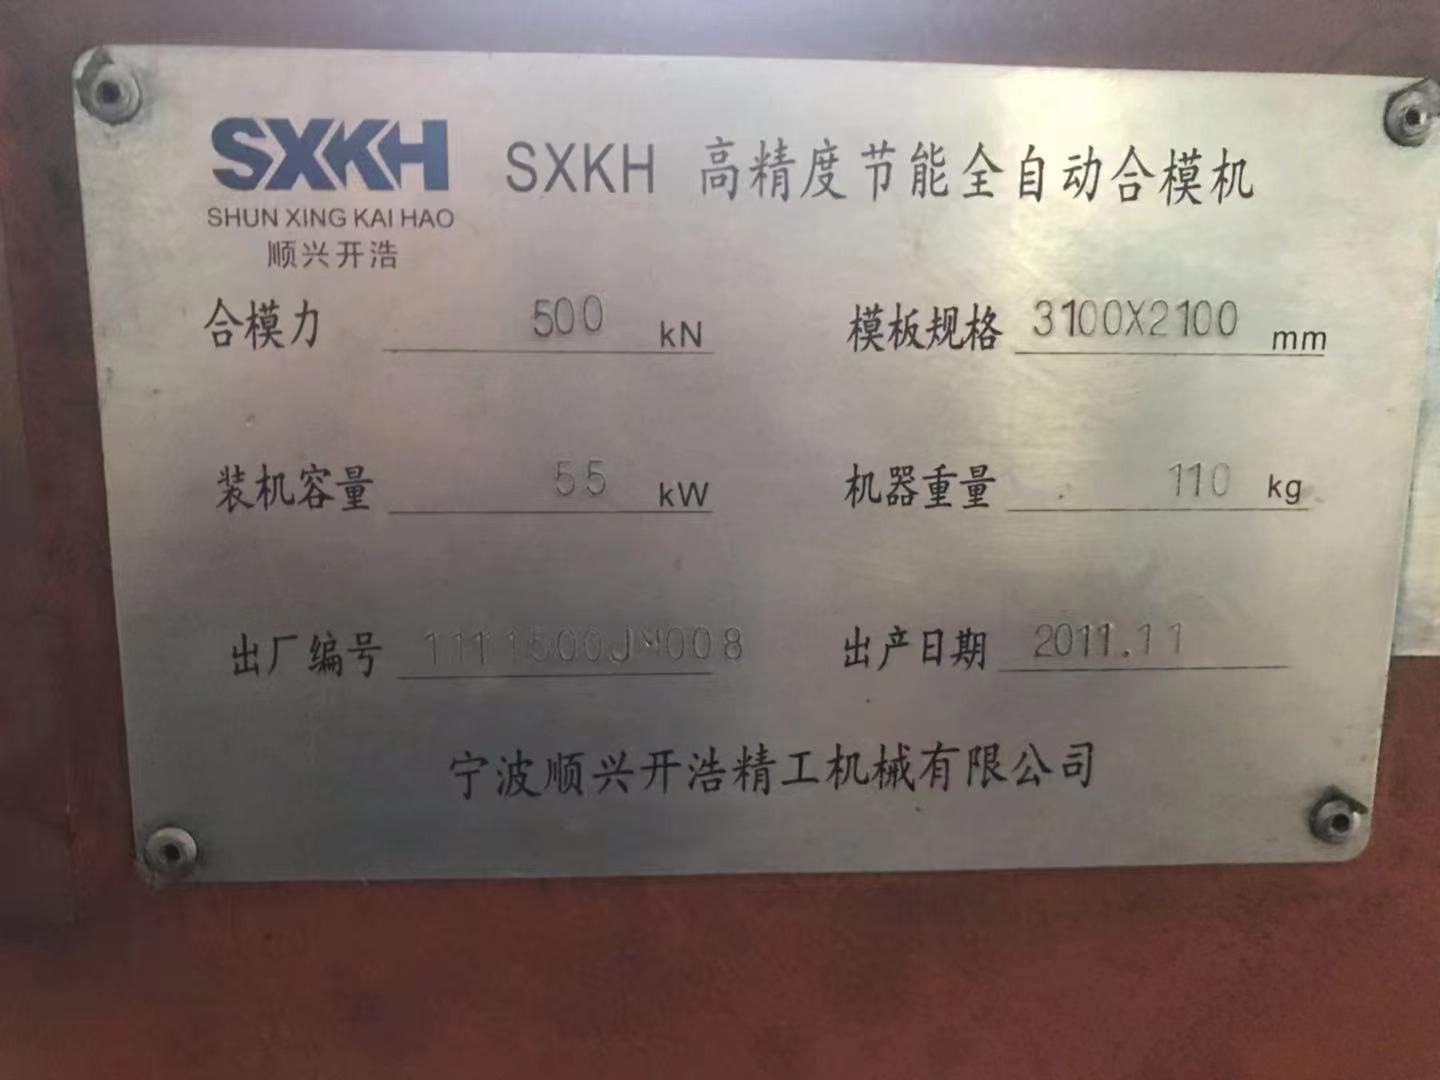 SXKH
SHUN XING KAI HAO
顺兴开浩
SXKH 高精度节能全自动合模机
合模力 500 kN 模板规格 3100X2100 mm
装机容量 55 kW 机器重量 110 kg
出厂编号 1111500JM008 出产日期 2011.11
宁波顺兴开浩精工机械有限公司